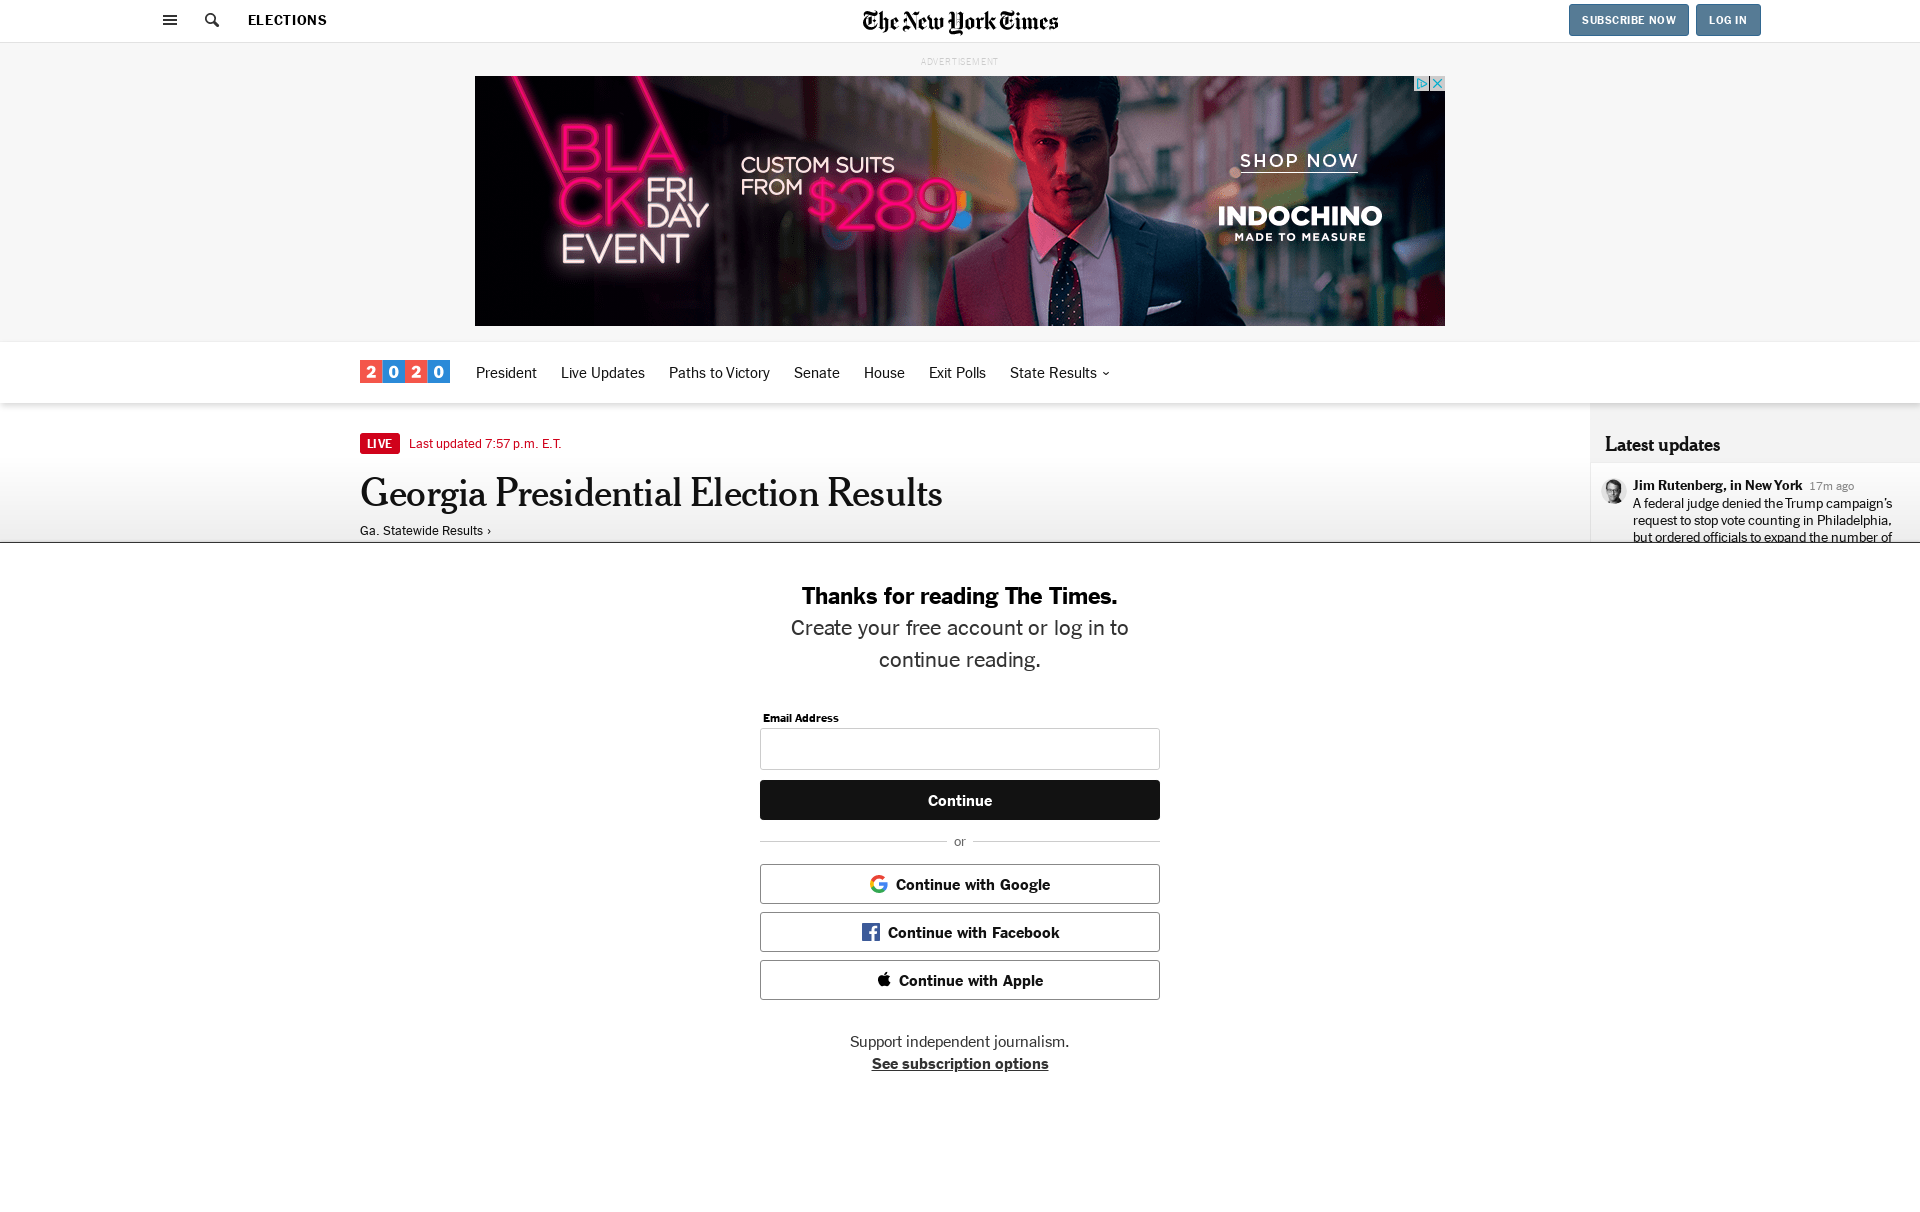 ELECTIONS
The New York Times
SUBSCRIBE NOW
LOG IN
ADVERTISEMENT
BLACK
FRIDAY
EVENT
CUSTOM SUITS
FROM $289
SHOP NOW
INDOCHINO
MADE TO MEASURE
2020
President
Live Updates
Paths to Victory
Senate
House
Exit Polls
State Results
LIVE
Last updated 7:57 p.m. E.T.
Georgia Presidential Election Results
Ga. Statewide Results ›
Latest updates
Jim Rutenberg, in New York 17m ago
A federal judge denied the Trump campaign's
request to stop vote counting in Philadelphia,
but ordered officials to expand the number of
Thanks for reading The Times.
Create your free account or log in to
continue reading.
Email Address
Continue
or
Continue with Google
Continue with Facebook
Continue with Apple
Support independent journalism.
See subscription options